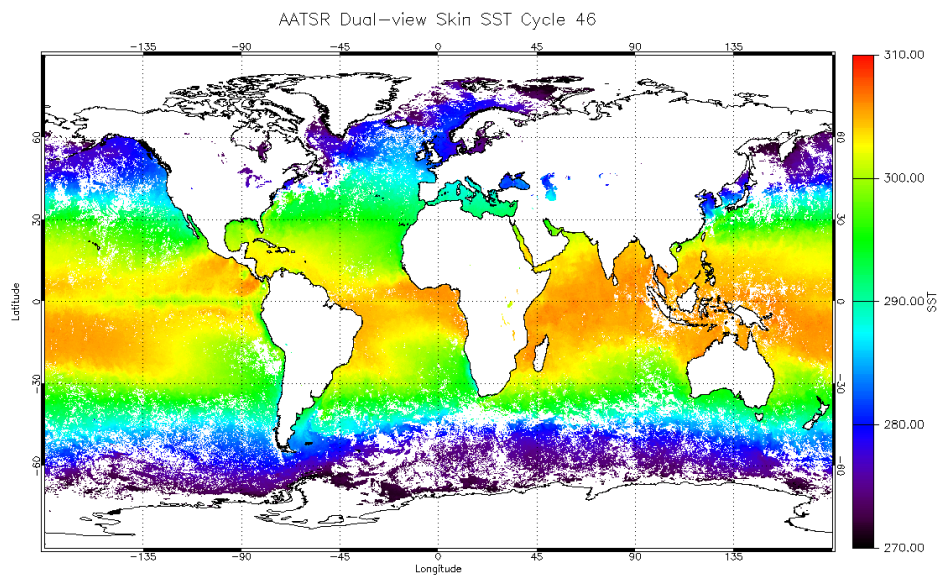 AATSR Dual-view Skin SST Cycle 46
-135 -90 -45 0 45 90 135
310.00
60 60
300.00
30 30
Latitude 0 0 290.00 SST
-30 -30
280.00
-60 -60
270.00
-135 -90 -45 0 45 90 135
Longitude